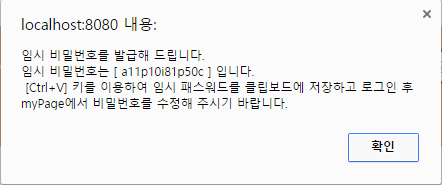 localhost:8080 내용:
임시 비밀번호를 발급해 드립니다.
임시 비밀번호는 [ a11p10i81p50c ] 입니다.
[Ctrl+V] 키를 이용하여 임시 패스워드를 클립보드에 저장하고 로그인 후
myPage에서 비밀번호를 수정해 주시기 바랍니다.
확인